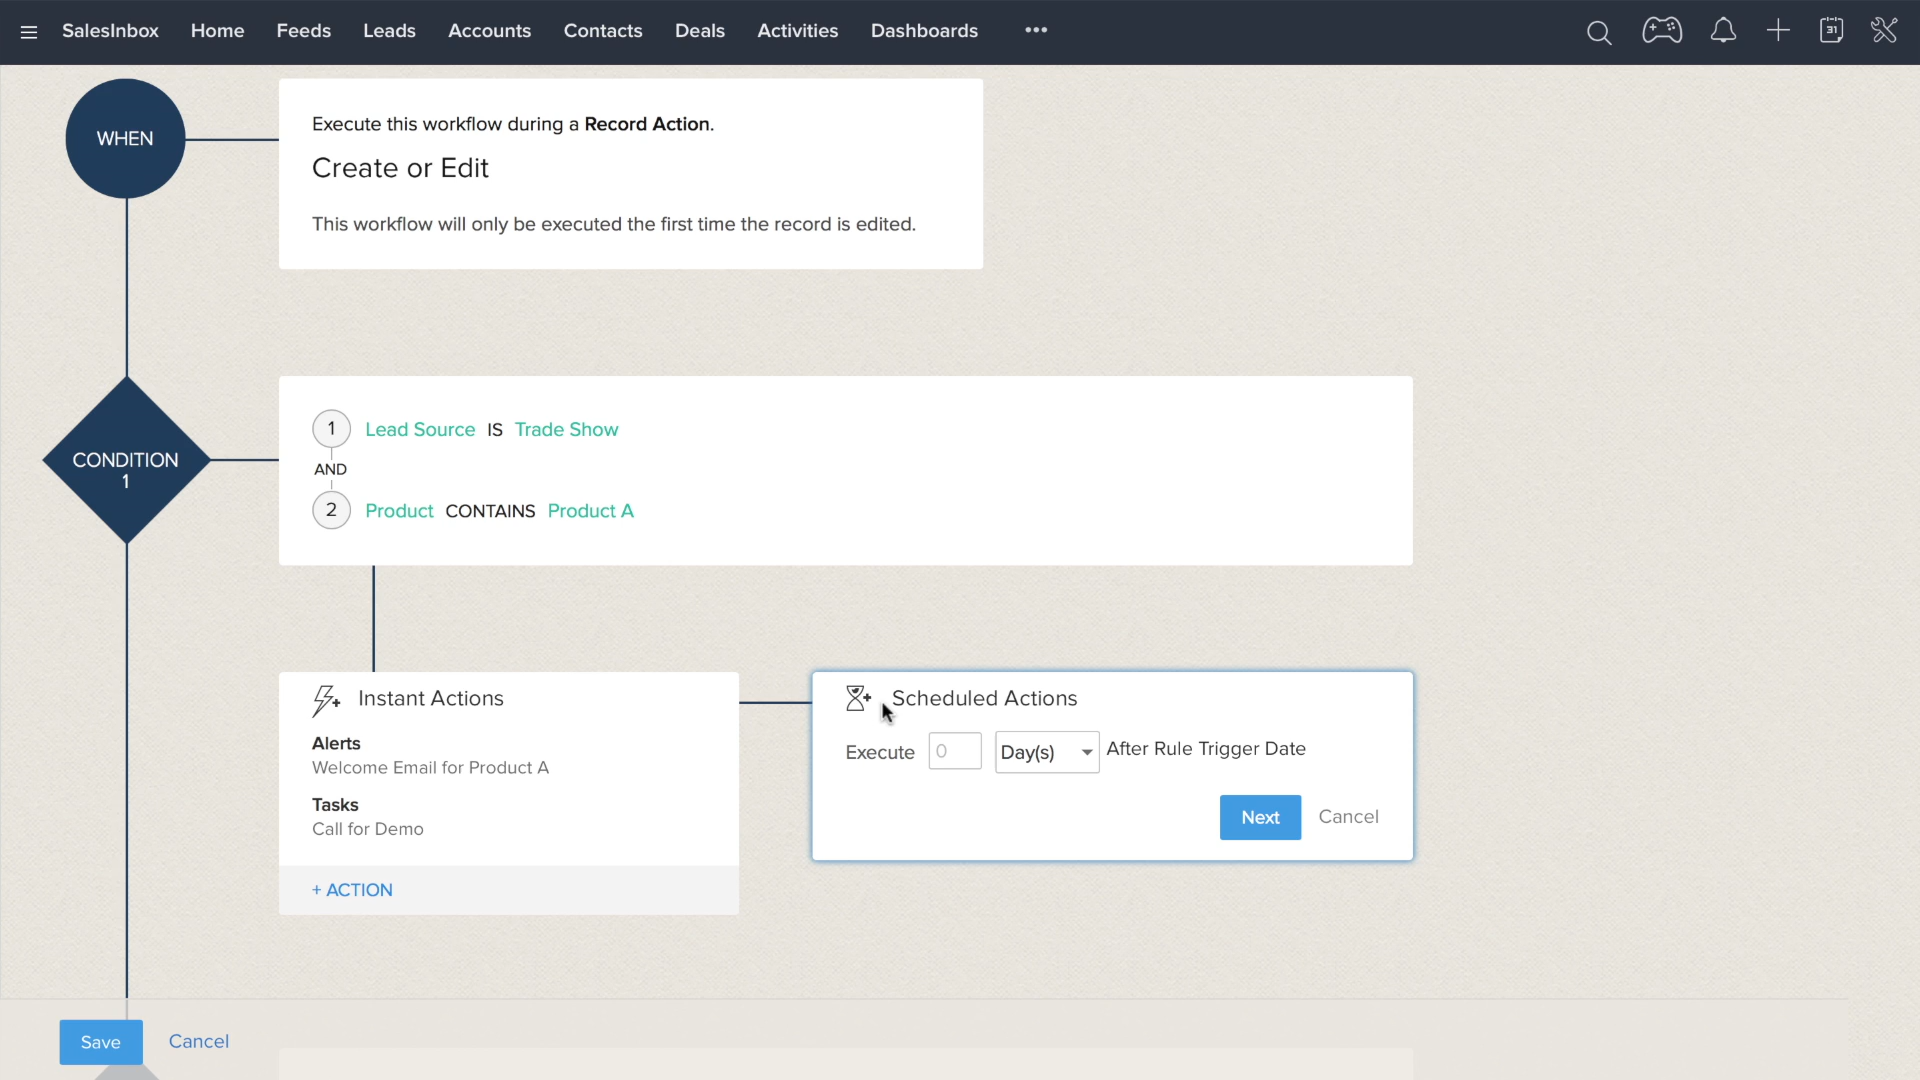 SalesInbox Home Feeds Leads Accounts Contacts Deals Activities Dashboards ••• 31
WHEN
Execute this workflow during a Record Action.
Create or Edit
This workflow will only be executed the first time the record is edited.
CONDITION
1
1 Lead Source IS Trade Show
AND
2 Product CONTAINS Product A
Instant Actions
Alerts
Welcome Email for Product A
Tasks
Call for Demo
+ ACTION
Scheduled Actions
Execute 0 Day(s) After Rule Trigger Date
Next Cancel
Save Cancel